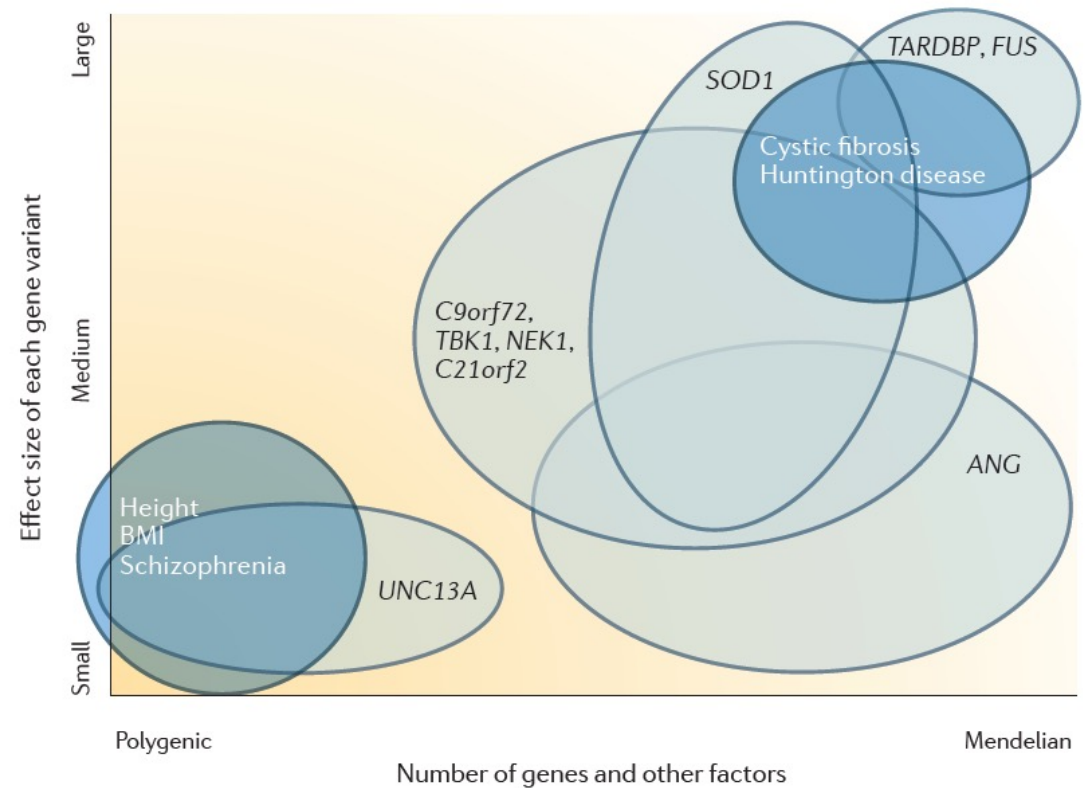 Effect size of each gene variant
Large
Medium
Small
TARDBP, FUS
SOD1
Cystic fibrosis
Huntington disease
C9orf72,
TBK1, NEK1,
C21orf2
ANG
Height
BMI
Schizophrenia
UNC13A
Polygenic
Mendelian
Number of genes and other factors